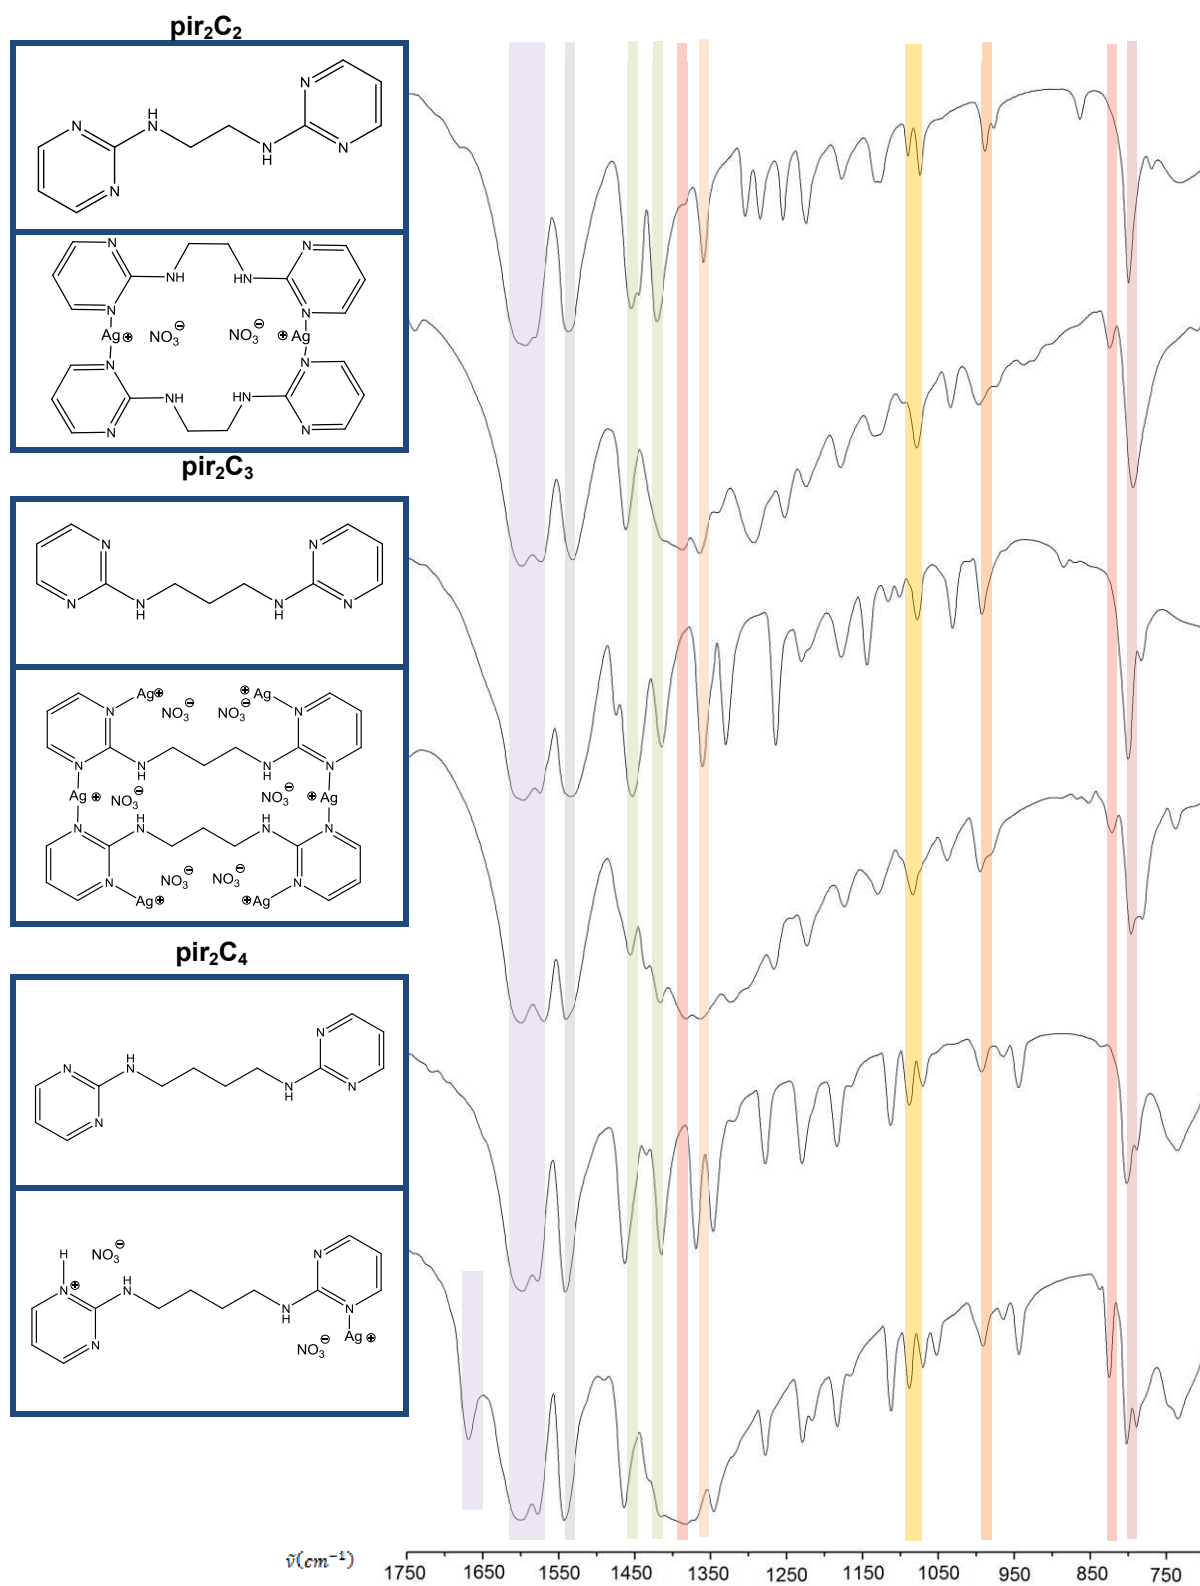 pir₂C₂
N
N
H
N
N
H
N
N
N
N
NH
HN
N
N
Ag⊕ NO₃⊖
NO₃⊖ ⊕Ag
N
N
NH
HN
N
N
pir₂C₃
N
N
N
H
N
H
N
N
Ag⊕
⊕Ag
NO₃⊖ NO₃⊖
N
N
N
H
N
H
N
N
Ag⊕ NO₃⊖
NO₃⊖ ⊕Ag
N
H
N
H
N
N
N
N
NO₃⊖ NO₃⊖
Ag⊕
⊕Ag
pir₂C₄
N
N
H
N
N
H
N
N
H
NO₃⊖
N⊕
H
N
N
N
H
N
N
NO₃⊖
Ag⊕
ṽ(cm⁻¹)
1750 1650 1550 1450 1350 1250 1150 1050 950 850 750